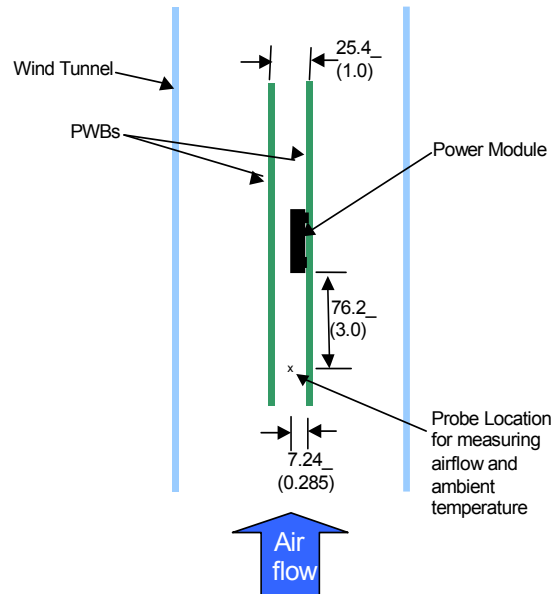 25.4_
(1.0)
Wind Tunnel
PWBs
Power Module
76.2_
(3.0)
x
Probe Location
for measuring
airflow and
ambient
temperature
7.24_
(0.285)
Air
flow